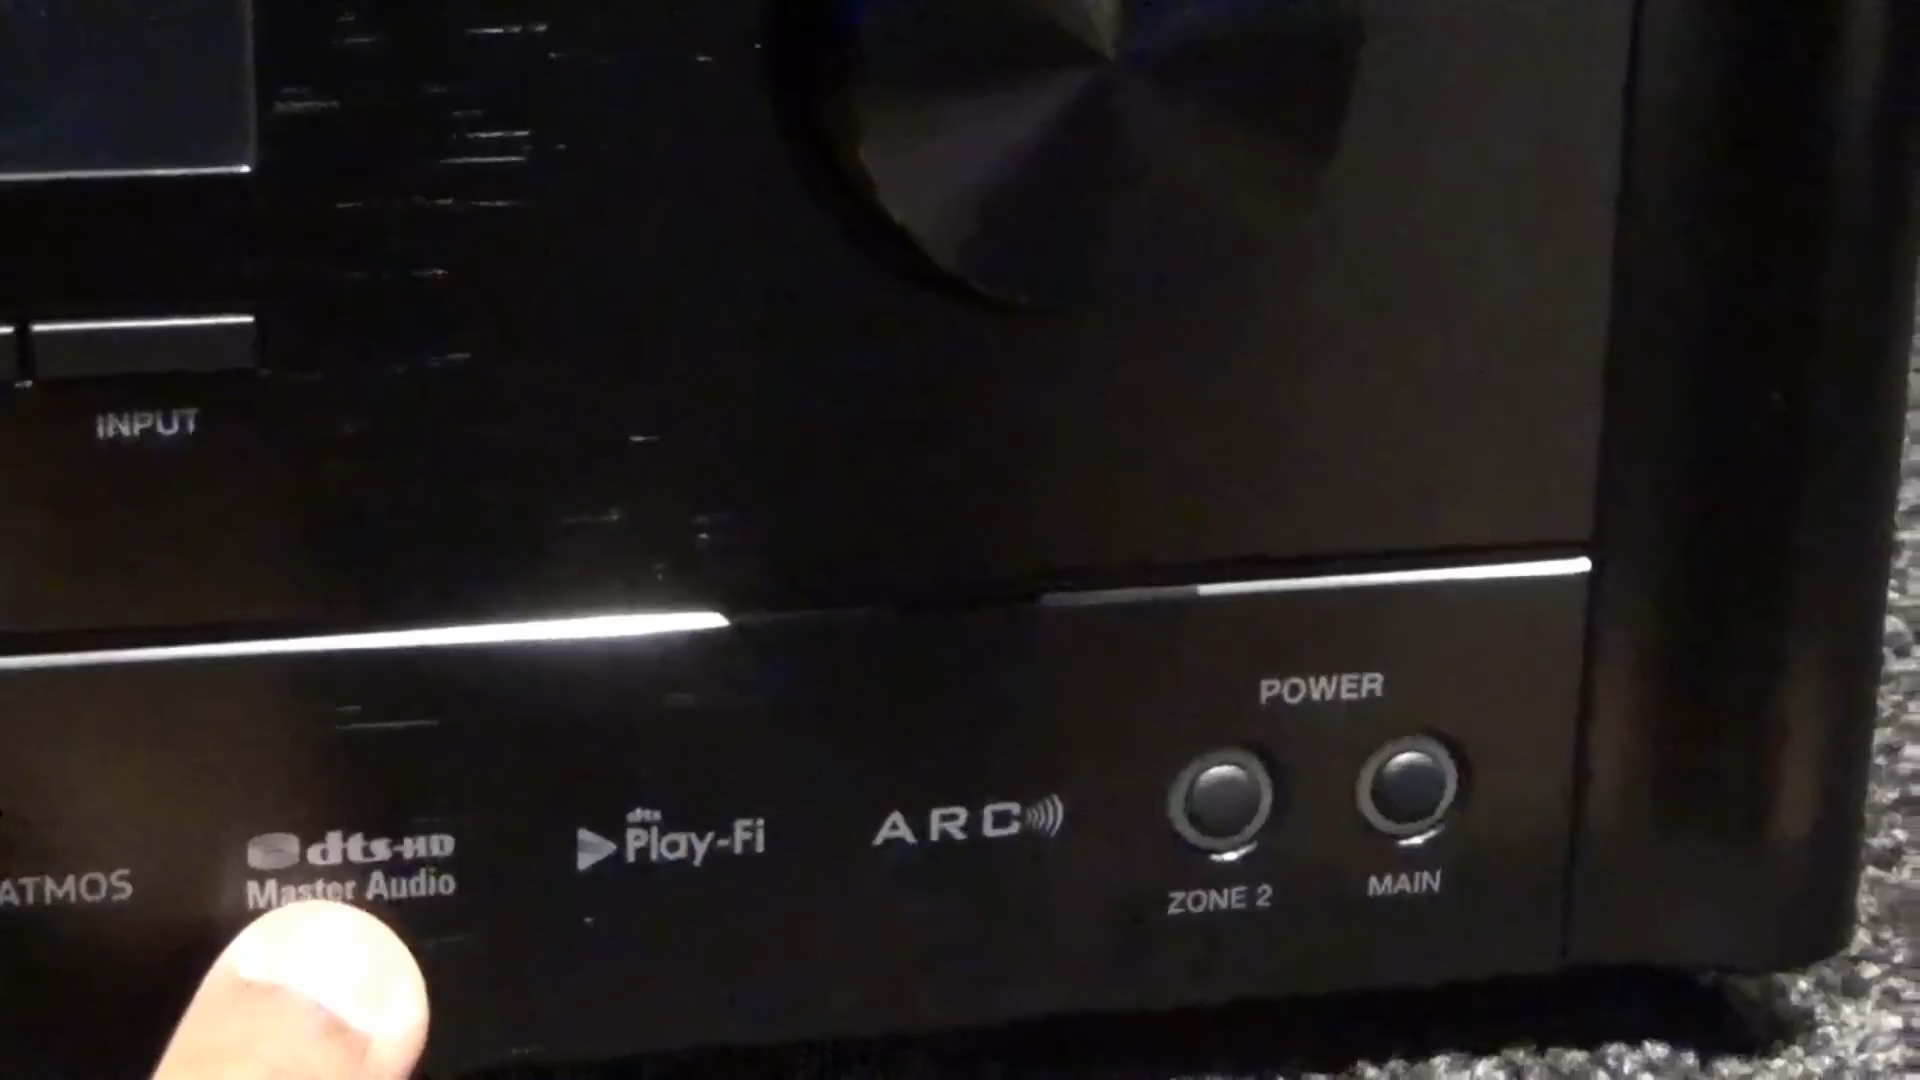 INPUT
POWER
ATMOS
dts-HD
Master Audio
dts
Play-Fi
ARC
ZONE 2
MAIN